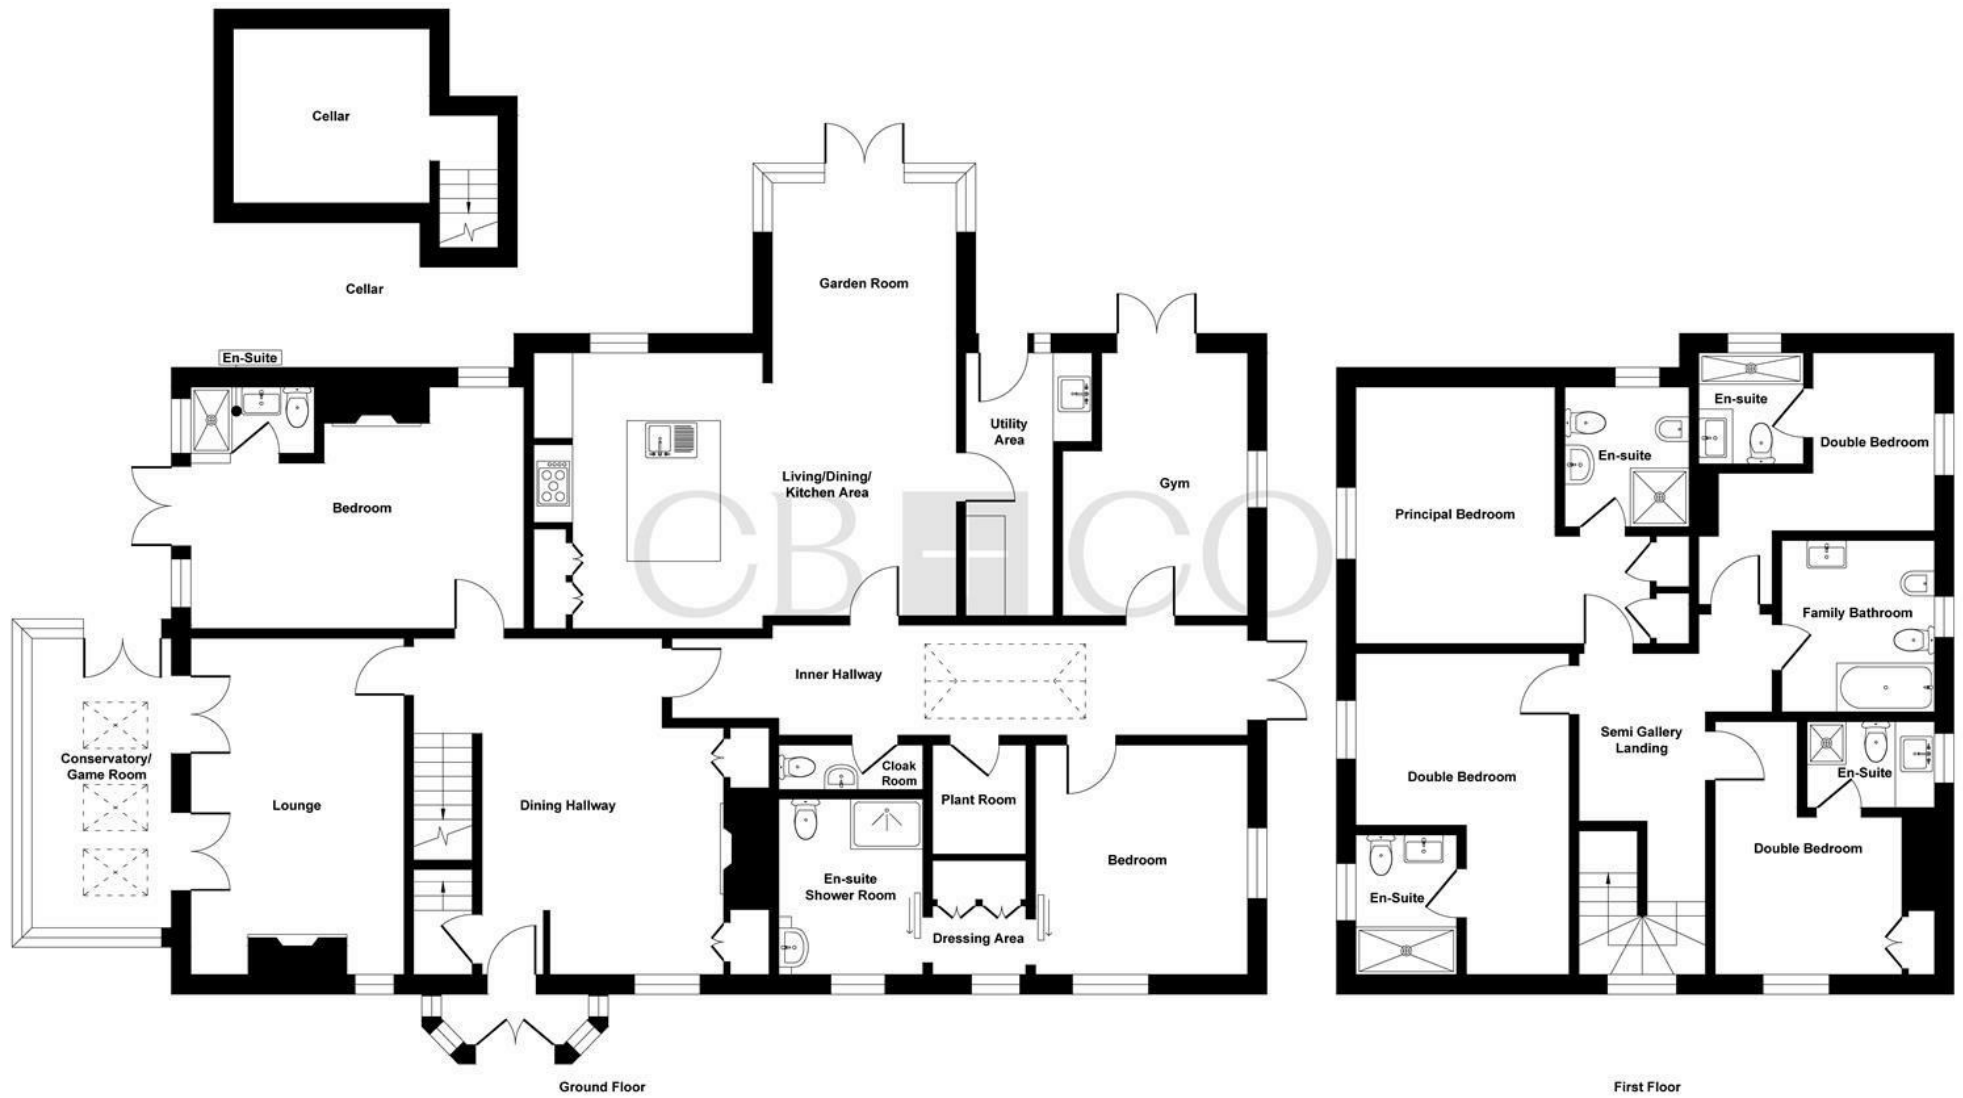 Cellar
Cellar
En-Suite
Bedroom
Garden Room
Living/Dining/
Kitchen Area
Utility
Area
Gym
CB CO
Inner Hallway
Conservatory/
Game Room
Lounge
Dining Hallway
Cloak
Room
Plant Room
En-suite
Shower Room
Dressing Area
Bedroom
Ground Floor
Principal Bedroom
En-suite
En-suite
Double Bedroom
Family Bathroom
Semi Gallery
Landing
Double Bedroom
En-Suite
En-Suite
Double Bedroom
First Floor